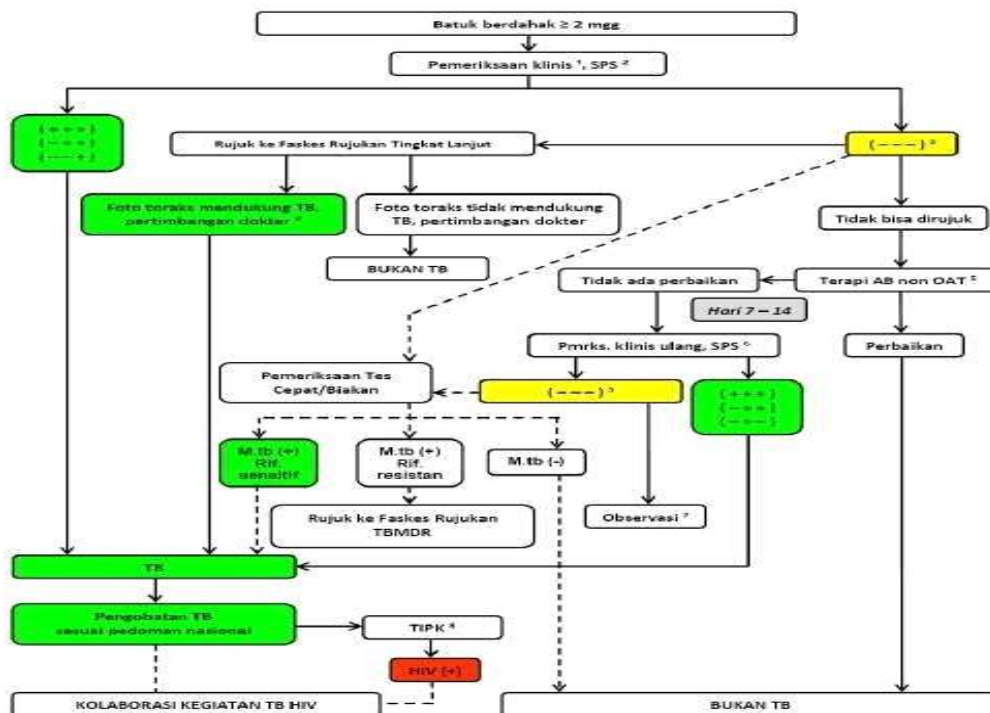 Batuk berdahak ≥ 2 mgg
Pemeriksaan klinis ¹, SPS ²
(+ + +)
(– + +)
(– – +)
Rujuk ke Faskes Rujukan Tingkat Lanjut
(– – –) ³
Foto toraks mendukung TB,
pertimbangan dokter ⁴
Foto toraks tidak mendukung
TB, pertimbangan dokter
Tidak bisa dirujuk
BUKAN TB
Tidak ada perbaikan
Terapi AB non OAT ⁵
Hari 7 – 14
Pmrks. klinis ulang, SPS ⁶
Perbaikan
Pemeriksaan Tes
Cepat/Biakan
(– – –) ³
(+ + +)
(– + +)
(– + –)
M.tb (+)
Rif.
sensitif
M.tb (+)
Rif.
resistan
M.tb (-)
Rujuk ke Faskes Rujukan
TBMDR
Observasi ⁷
TB
Pengobatan TB
sesuai pedoman nasional
TIPK ⁸
HIV (+)
KOLABORASI KEGIATAN TB HIV
BUKAN TB